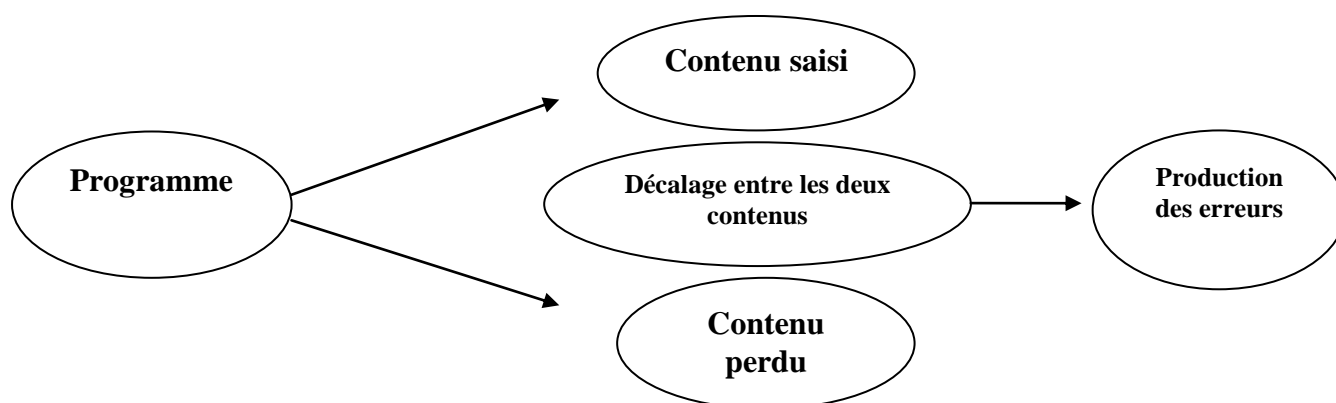 Contenu saisi
Programme
Décalage entre les deux
contenus
Production
des erreurs
Contenu
perdu